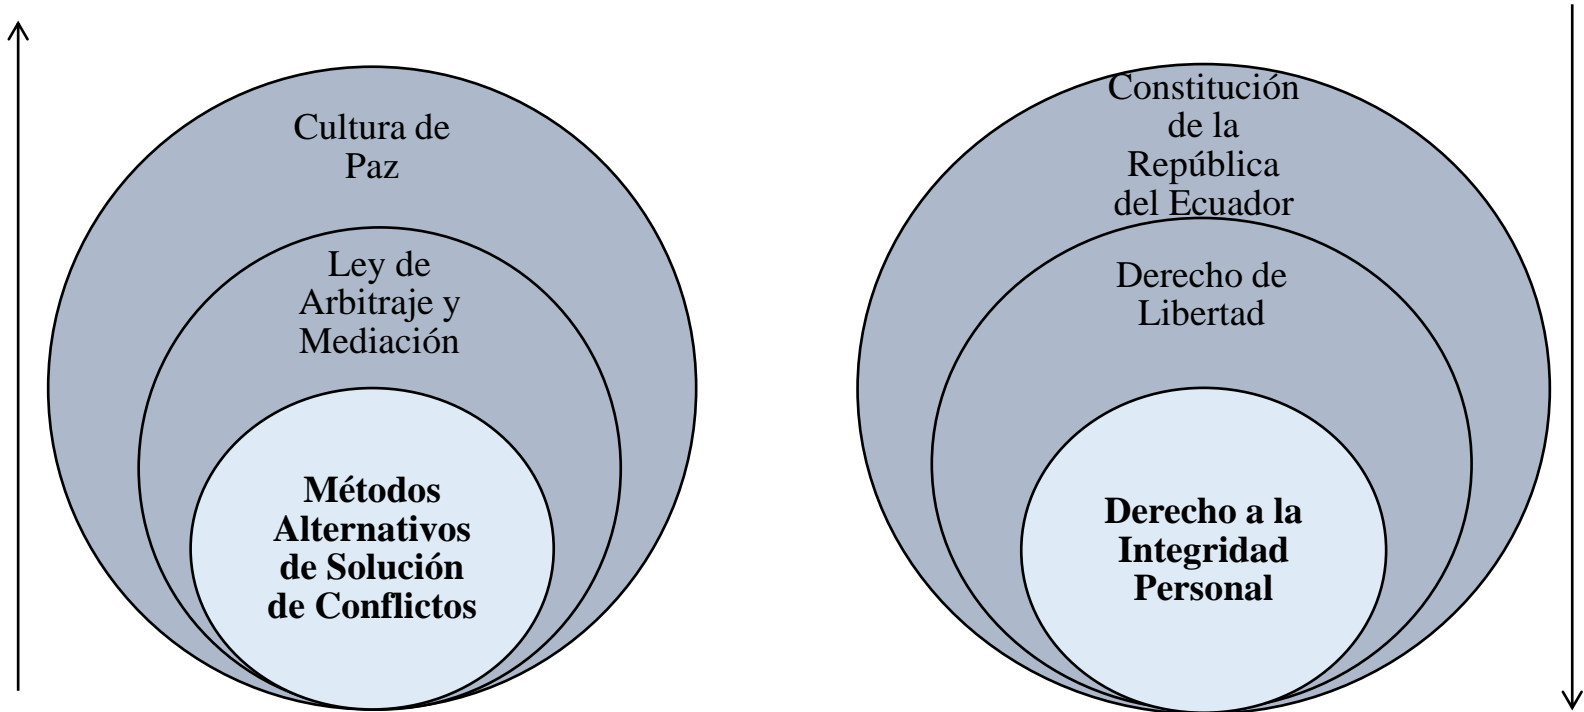 Cultura de
Paz
Ley de
Arbitraje y
Mediación
Métodos
Alternativos
de Solución
de Conflictos
Constitución
de la
República
del Ecuador
Derecho de
Libertad
Derecho a la
Integridad
Personal